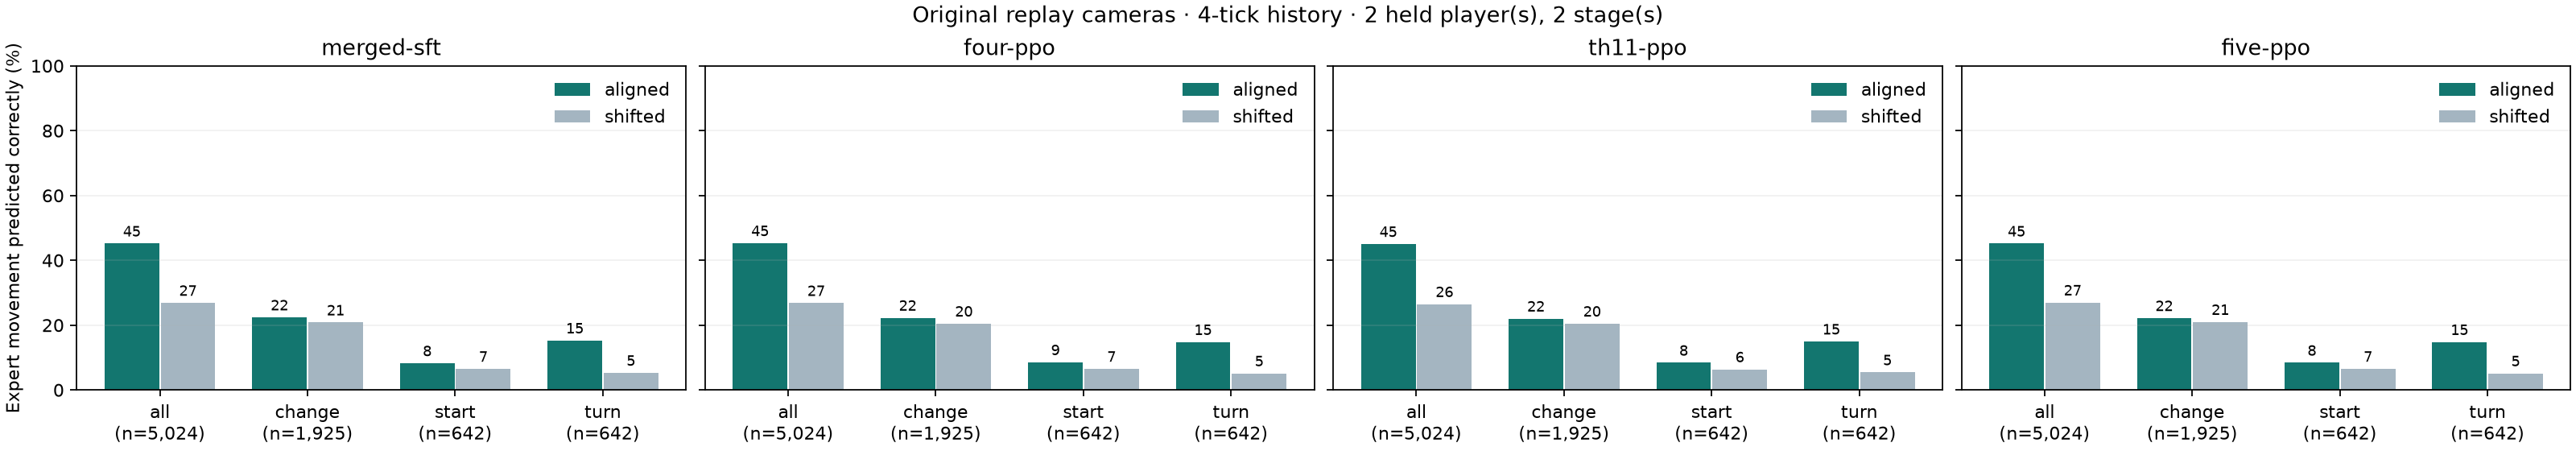 Original replay cameras · 4-tick history · 2 held player(s), 2 stage(s)
Expert movement predicted correctly (%)
merged-sft
100
80
60
40
20
0
aligned
shifted
45
27
22
21
8
7
15
5
all
(n=5,024)
change
(n=1,925)
start
(n=642)
turn
(n=642)
four-ppo
aligned
shifted
45
27
22
20
9
7
15
5
all
(n=5,024)
change
(n=1,925)
start
(n=642)
turn
(n=642)
th11-ppo
aligned
shifted
45
26
22
20
8
6
15
5
all
(n=5,024)
change
(n=1,925)
start
(n=642)
turn
(n=642)
five-ppo
aligned
shifted
45
27
22
21
8
7
15
5
all
(n=5,024)
change
(n=1,925)
start
(n=642)
turn
(n=642)